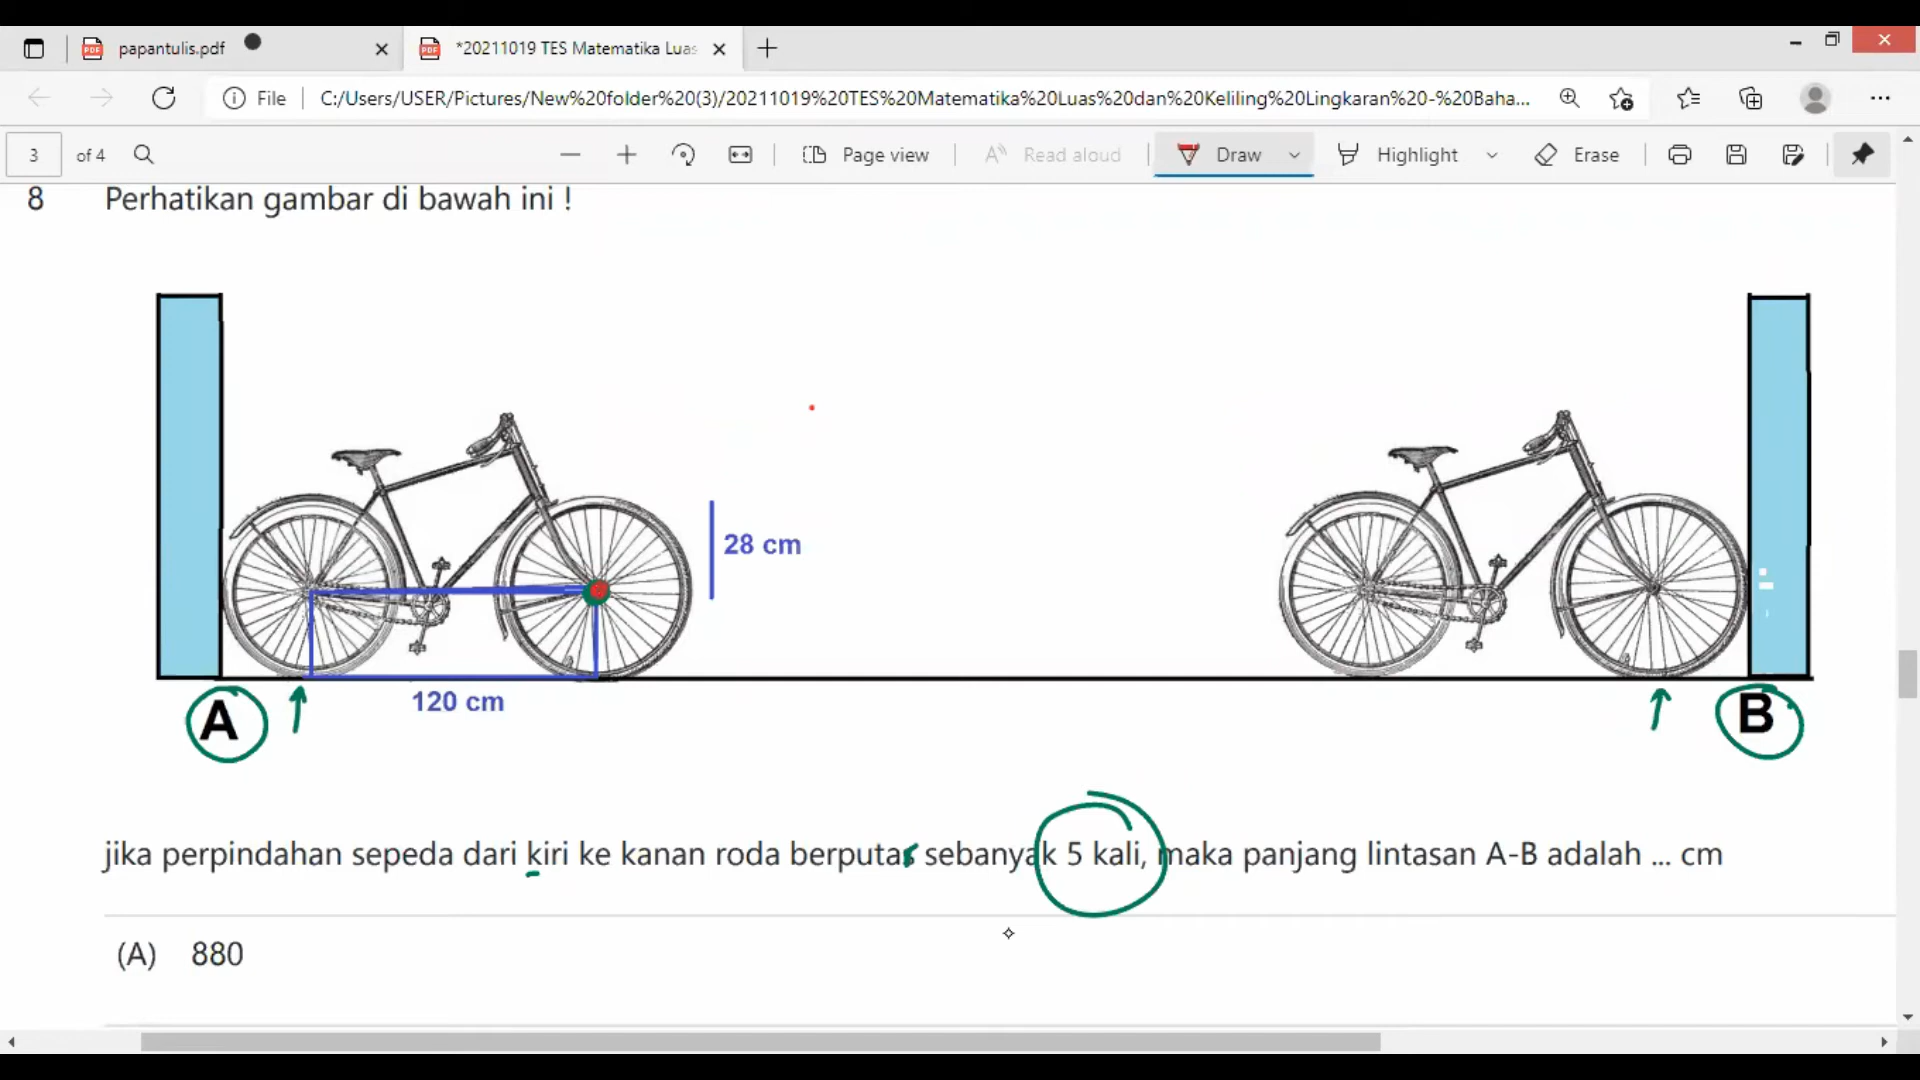 papantulis.pdf
*20211019 TES Matematika Luas
File
C:/Users/USER/Pictures/New%20folder%20(3)/20211019%20TES%20Matematika%20Luas%20dan%20Keliling%20Lingkaran%20-%20Baha...
3
of 4
Page view
Read aloud
Draw
Highlight
Erase
8 Perhatikan gambar di bawah ini !
28 cm
120 cm
A
B
jika perpindahan sepeda dari kiri ke kanan roda berputar sebanyak 5 kali, maka panjang lintasan A-B adalah ... cm
(A) 880